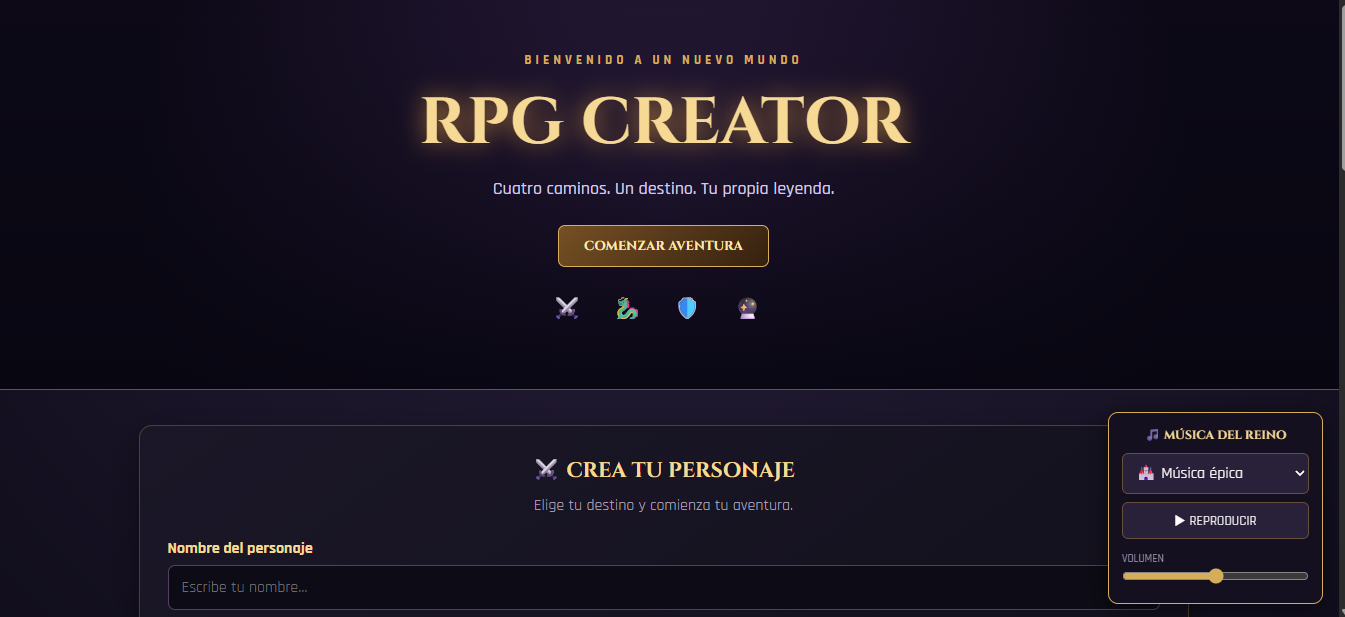 BIENVENIDO A UN NUEVO MUNDO
RPG CREATOR
Cuatro caminos. Un destino. Tu propia leyenda.
COMENZAR AVENTURA
CREA TU PERSONAJE
Elige tu destino y comienza tu aventura.
Nombre del personaje
Escribe tu nombre...
MÚSICA DEL REINO
Música épica
REPRODUCIR
VOLUMEN